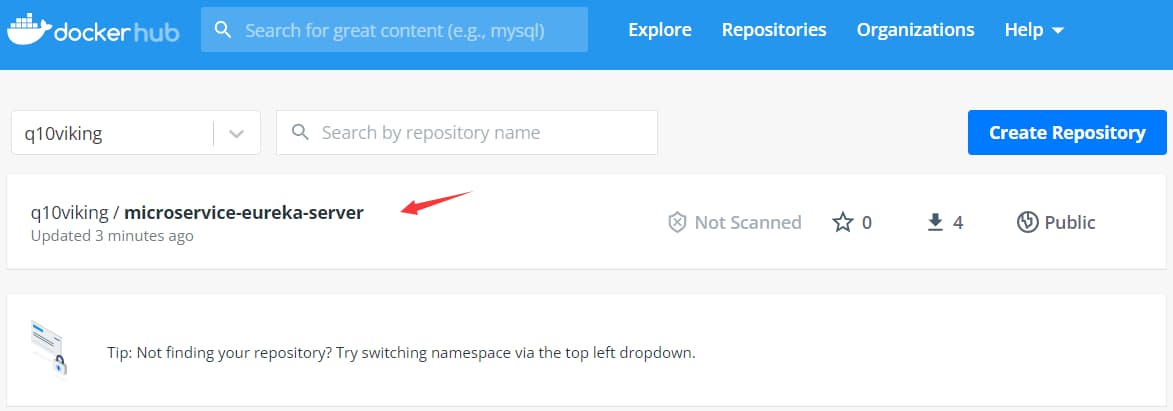 docker hub
Search for great content (e.g., mysql)
Explore
Repositories
Organizations
Help
q10viking
Search by repository name
Create Repository
q10viking / microservice-eureka-server
Updated 3 minutes ago
Not Scanned
0
4
Public
Tip: Not finding your repository? Try switching namespace via the top left dropdown.